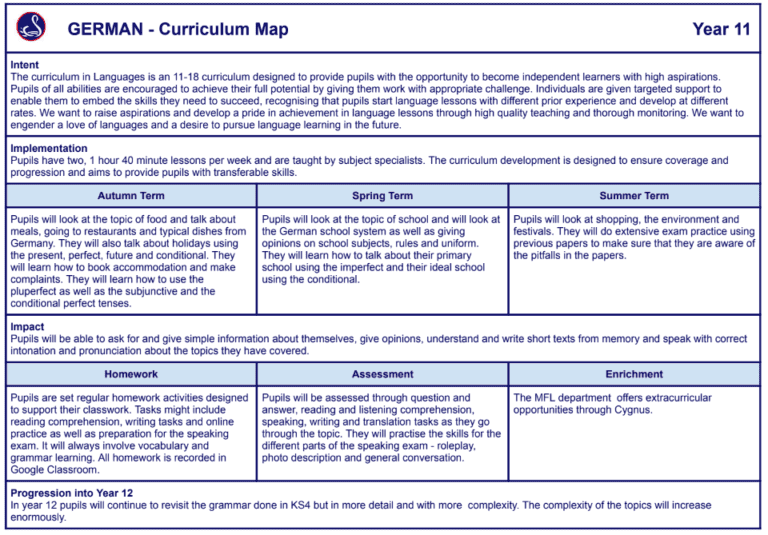 GERMAN - Curriculum Map
Year 11
Intent
The curriculum in Languages is an 11-18 curriculum designed to provide pupils with the opportunity to become independent learners with high aspirations.
Pupils of all abilities are encouraged to achieve their full potential by giving them work with appropriate challenge. Individuals are given targeted support to
enable them to embed the skills they need to succeed, recognising that pupils start language lessons with different prior experience and develop at different
rates. We want to raise aspirations and develop a pride in achievement in language lessons through high quality teaching and thorough monitoring. We want to
engender a love of languages and a desire to pursue language learning in the future.
Implementation
Pupils have two, 1 hour 40 minute lessons per week and are taught by subject specialists. The curriculum development is designed to ensure coverage and
progression and aims to provide pupils with transferable skills.
Autumn Term
Pupils will look at the topic of food and talk about
meals, going to restaurants and typical dishes from
Germany. They will also talk about holidays using
the present, perfect, future and conditional. They
will learn how to book accommodation and make
complaints. They will learn how to use the
pluperfect as well as the subjunctive and the
conditional perfect tenses.
Spring Term
Pupils will look at the topic of school and will look at
the German school system as well as giving
opinions on school subjects, rules and uniform.
They will learn how to talk about their primary
school using the imperfect and their ideal school
using the conditional.
Summer Term
Pupils will look at shopping, the environment and
festivals. They will do extensive exam practice using
previous papers to make sure that they are aware of
the pitfalls in the papers.
Impact
Pupils will be able to ask for and give simple information about themselves, give opinions, understand and write short texts from memory and speak with correct
intonation and pronunciation about the topics they have covered.
Homework
Pupils are set regular homework activities designed
to support their classwork. Tasks might include
reading comprehension, writing tasks and online
practice as well as preparation for the speaking
exam. It will always involve vocabulary and
grammar learning. All homework is recorded in
Google Classroom.
Assessment
Pupils will be assessed through question and
answer, reading and listening comprehension,
speaking, writing and translation tasks as they go
through the topic. They will practise the skills for the
different parts of the speaking exam - roleplay,
photo description and general conversation.
Enrichment
The MFL department offers extracurricular
opportunities through Cygnus.
Progression into Year 12
In year 12 pupils will continue to revisit the grammar done in KS4 but in more detail and with more complexity. The complexity of the topics will increase
enormously.